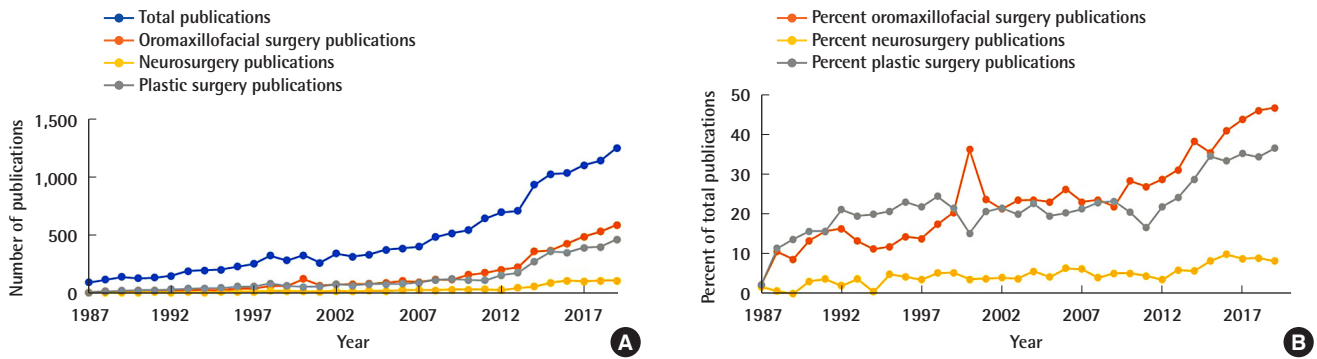 Total publications
Oromaxillofacial surgery publications
Neurosurgery publications
Plastic surgery publications
Number of publications
1,500
1,000
500
0
1987 1992 1997 2002 2007 2012 2017
Year
A
Percent oromaxillofacial surgery publications
Percent neurosurgery publications
Percent plastic surgery publications
Percent of total publications
50
40
30
20
10
0
1987 1992 1997 2002 2007 2012 2017
Year
B